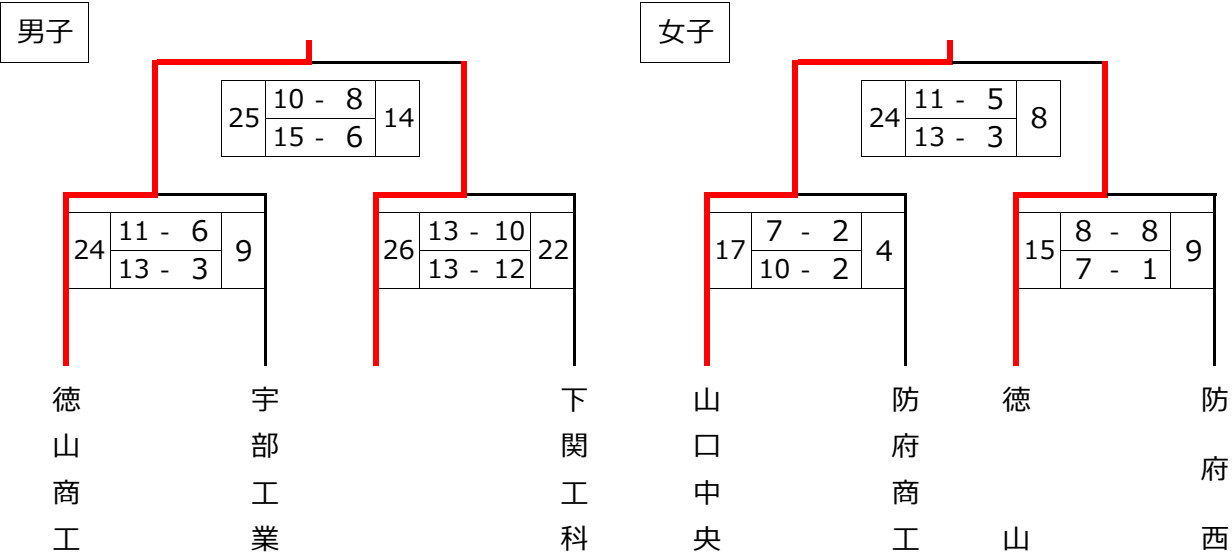 男子
25 10 - 8 14
15 - 6
24 11 - 6 9
13 - 3
26 13 - 10 22
13 - 12
徳山商工
宇部工業
下関工科
女子
24 11 - 5 8
13 - 3
17 7 - 2 4
10 - 2
15 8 - 8 9
7 - 1
山口中央
防府商工
徳山
防府西